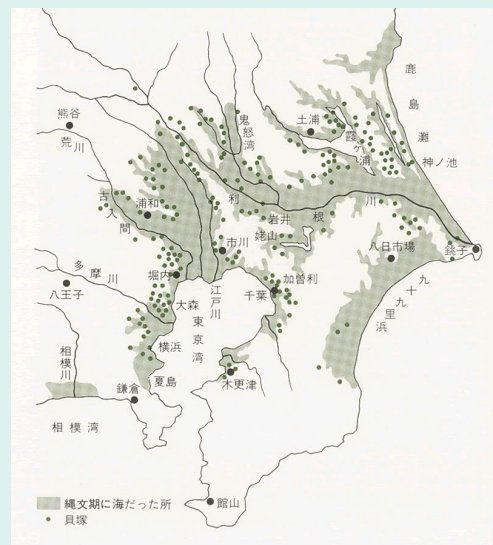 鹿島灘
熊谷
荒川
鬼怒湾
土浦
霞ヶ浦
神ノ池
古入間
浦和
利根川
岩井
姥山
市川
八日市場
銚子
多摩川
堀内
加曽利
千葉
八王子
大森
江戸川
東京湾
九十九里浜
相模川
横浜
夏島
木更津
鎌倉
相模湾
縄文期に海だった所
貝塚
館山